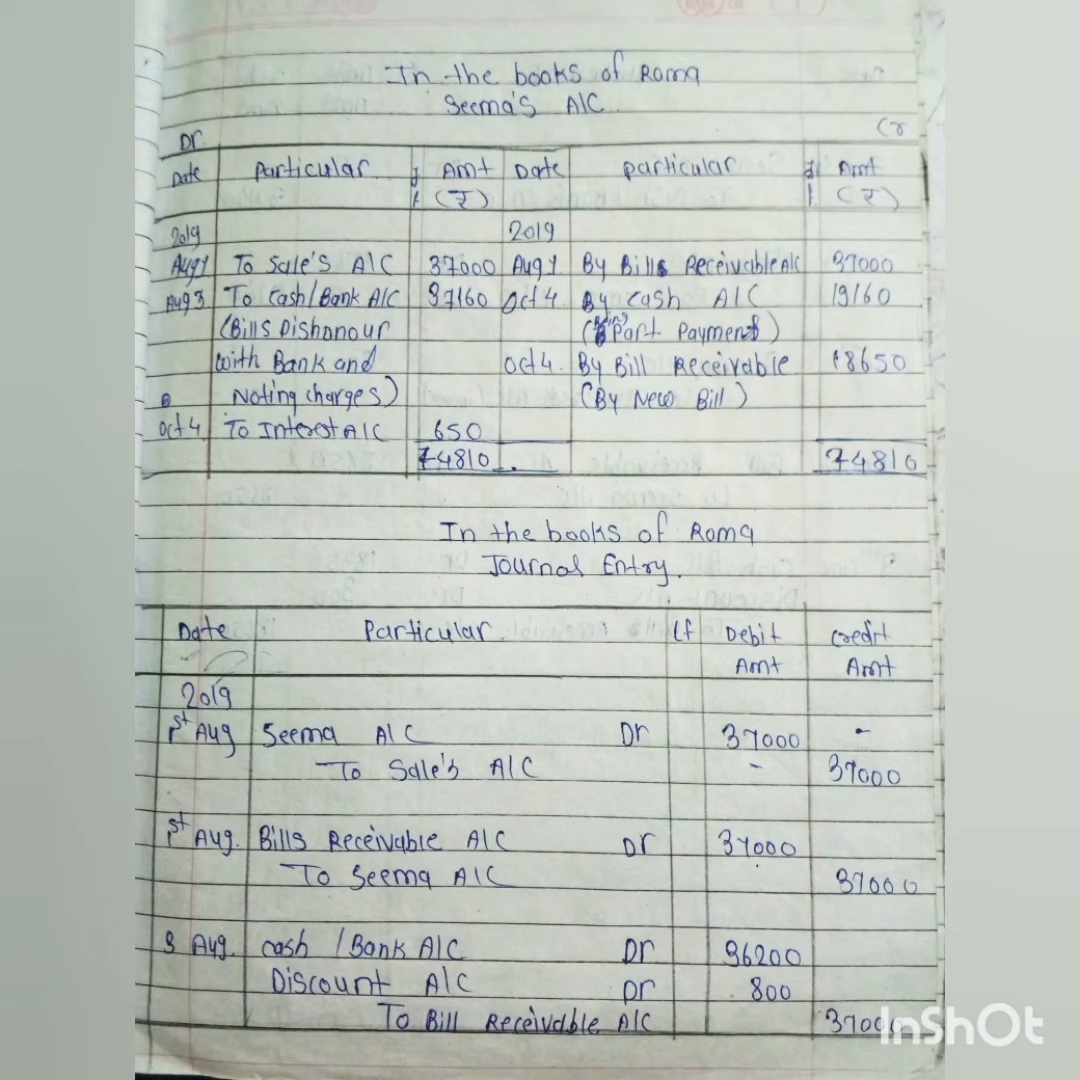 In the books of Roma
Seema's A/C
Dr. Cr
Date Particular J f Amt (₹) Date particular J f Amt (₹)
2019 2019
Aug 1 To Sale's A/C 37000 Aug 1 By Bills Receivable A/c 37000
Aug 3 To cash/Bank A/C 37160 Oct 4 By cash A/C 19160
(Bills Dishonour (Part Payment)
with Bank and Oct 4. By Bill Receivable 18650
Noting charges) (By New Bill)
Oct 4 To Interest A/C 650
74810 74810
In the books of Roma
Journal Entry.
Date Particular Lf Debit Amt Credit Amt
2019
1st Aug Seema A/C Dr 37000 -
To Sale's A/C - 37000
1st Aug. Bills Receivable A/C Dr 37000
To Seema A/C 37000
3 Aug. cash / Bank A/C Dr 36200
Discount A/C Dr 800
To Bill Receivable A/C 37000
InShOt